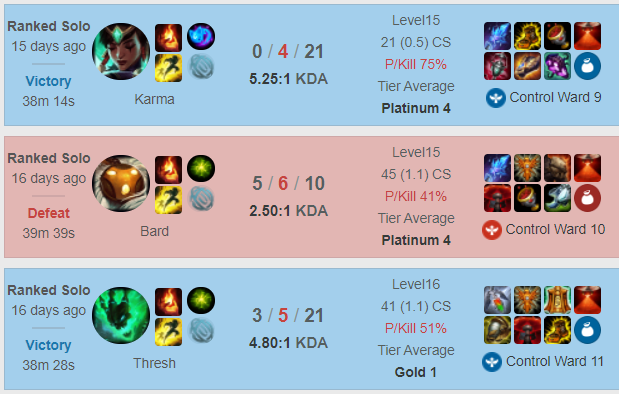 Ranked Solo
15 days ago
Victory
38m 14s
Karma
0 / 4 / 21
5.25:1 KDA
Level15
21 (0.5) CS
P/Kill 75%
Tier Average
Platinum 4
Control Ward 9
Ranked Solo
16 days ago
Defeat
39m 39s
Bard
5 / 6 / 10
2.50:1 KDA
Level15
45 (1.1) CS
P/Kill 41%
Tier Average
Platinum 4
Control Ward 10
Ranked Solo
16 days ago
Victory
38m 28s
Thresh
3 / 5 / 21
4.80:1 KDA
Level16
41 (1.1) CS
P/Kill 51%
Tier Average
Gold 1
Control Ward 11